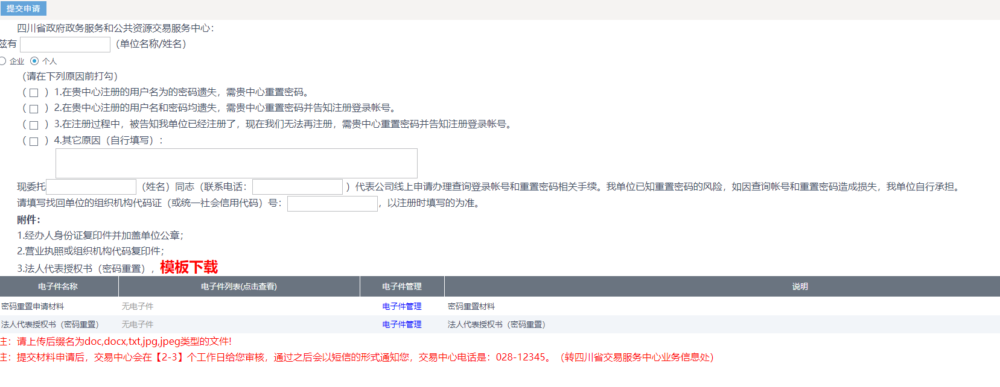 提交申请
四川省政府政务服务和公共资源交易服务中心：
兹有 （单位名称/姓名）
企业 个人
（请在下列原因前打勾）
（ ）1.在贵中心注册的用户名为的密码遗失，需贵中心重置密码。
（ ）2.在贵中心注册的用户名和密码均遗失，需贵中心重置密码并告知注册登录帐号。
（ ）3.在注册过程中，被告知我单位已经注册了，现在我们无法再注册，需贵中心重置密码并告知注册登录帐号。
（ ）4.其它原因（自行填写）：
现委托 （姓名）同志（联系电话： ）代表公司线上申请办理查询登录帐号和重置密码相关手续。我单位已知重置密码的风险，如因查询帐号和重置密码造成损失，我单位自行承担。
请填写找回单位的组织机构代码证（或统一社会信用代码）号： ，以注册时填写的为准。
附件：
1.经办人身份证复印件并加盖单位公章；
2.营业执照或组织机构代码复印件；
3.法人代表授权书（密码重置），模板下载
电子件名称 电子件列表(点击查看) 电子件管理 说明
密码重置申请材料 无电子件 电子件管理 密码重置材料
法人代表授权书（密码重置） 无电子件 电子件管理 法人代表授权书（密码重置）
注：请上传后缀名为doc,docx,txt,jpg,jpeg类型的文件!
注：提交材料申请后，交易中心会在【2-3】个工作日给您审核，通过之后会以短信的形式通知您，交易中心电话是：028-12345。（转四川省交易服务中心业务信息处）